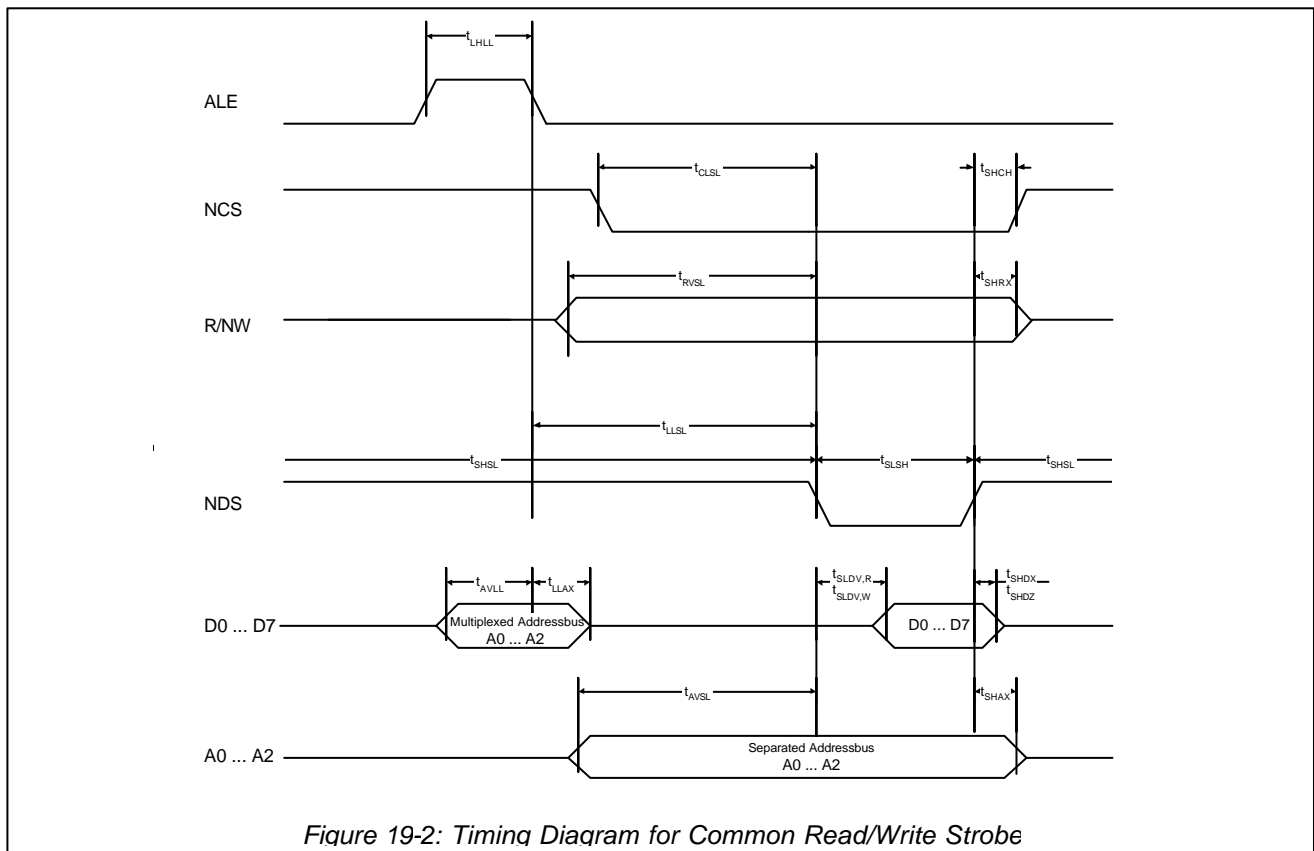 tLHLL
ALE
tCLSL
tSHCH
NCS
tRVSL
tSHRX
R/NW
tLLSL
tSHSL
tSLSH
tSHSL
NDS
tAVLL
tLLAX
tSLDV,R
tSLDV,W
tSHDX
tSHDZ
D0 ... D7
Multiplexed Addressbus
A0 ... A2
D0 ... D7
tAVSL
tSHAX
A0 ... A2
Separated Addressbus
A0 ... A2
Figure 19-2: Timing Diagram for Common Read/Write Strobe